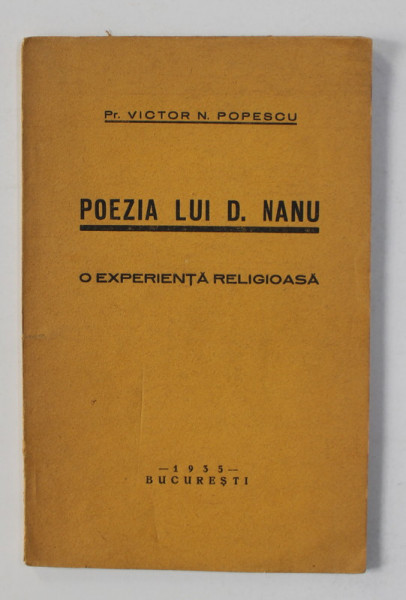 Pr. VICTOR N. POPESCU
POEZIA LUI D. NANU
O EXPERIENȚĂ RELIGIOASĂ
—1935—
BUCUREȘTI